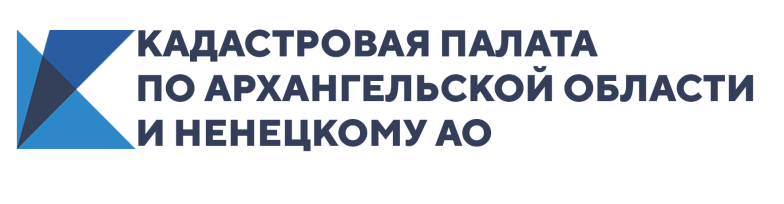 КАДАСТРОВАЯ ПАЛАТА
ПО АРХАНГЕЛЬСКОЙ ОБЛАСТИ
И НЕНЕЦКОМУ АО